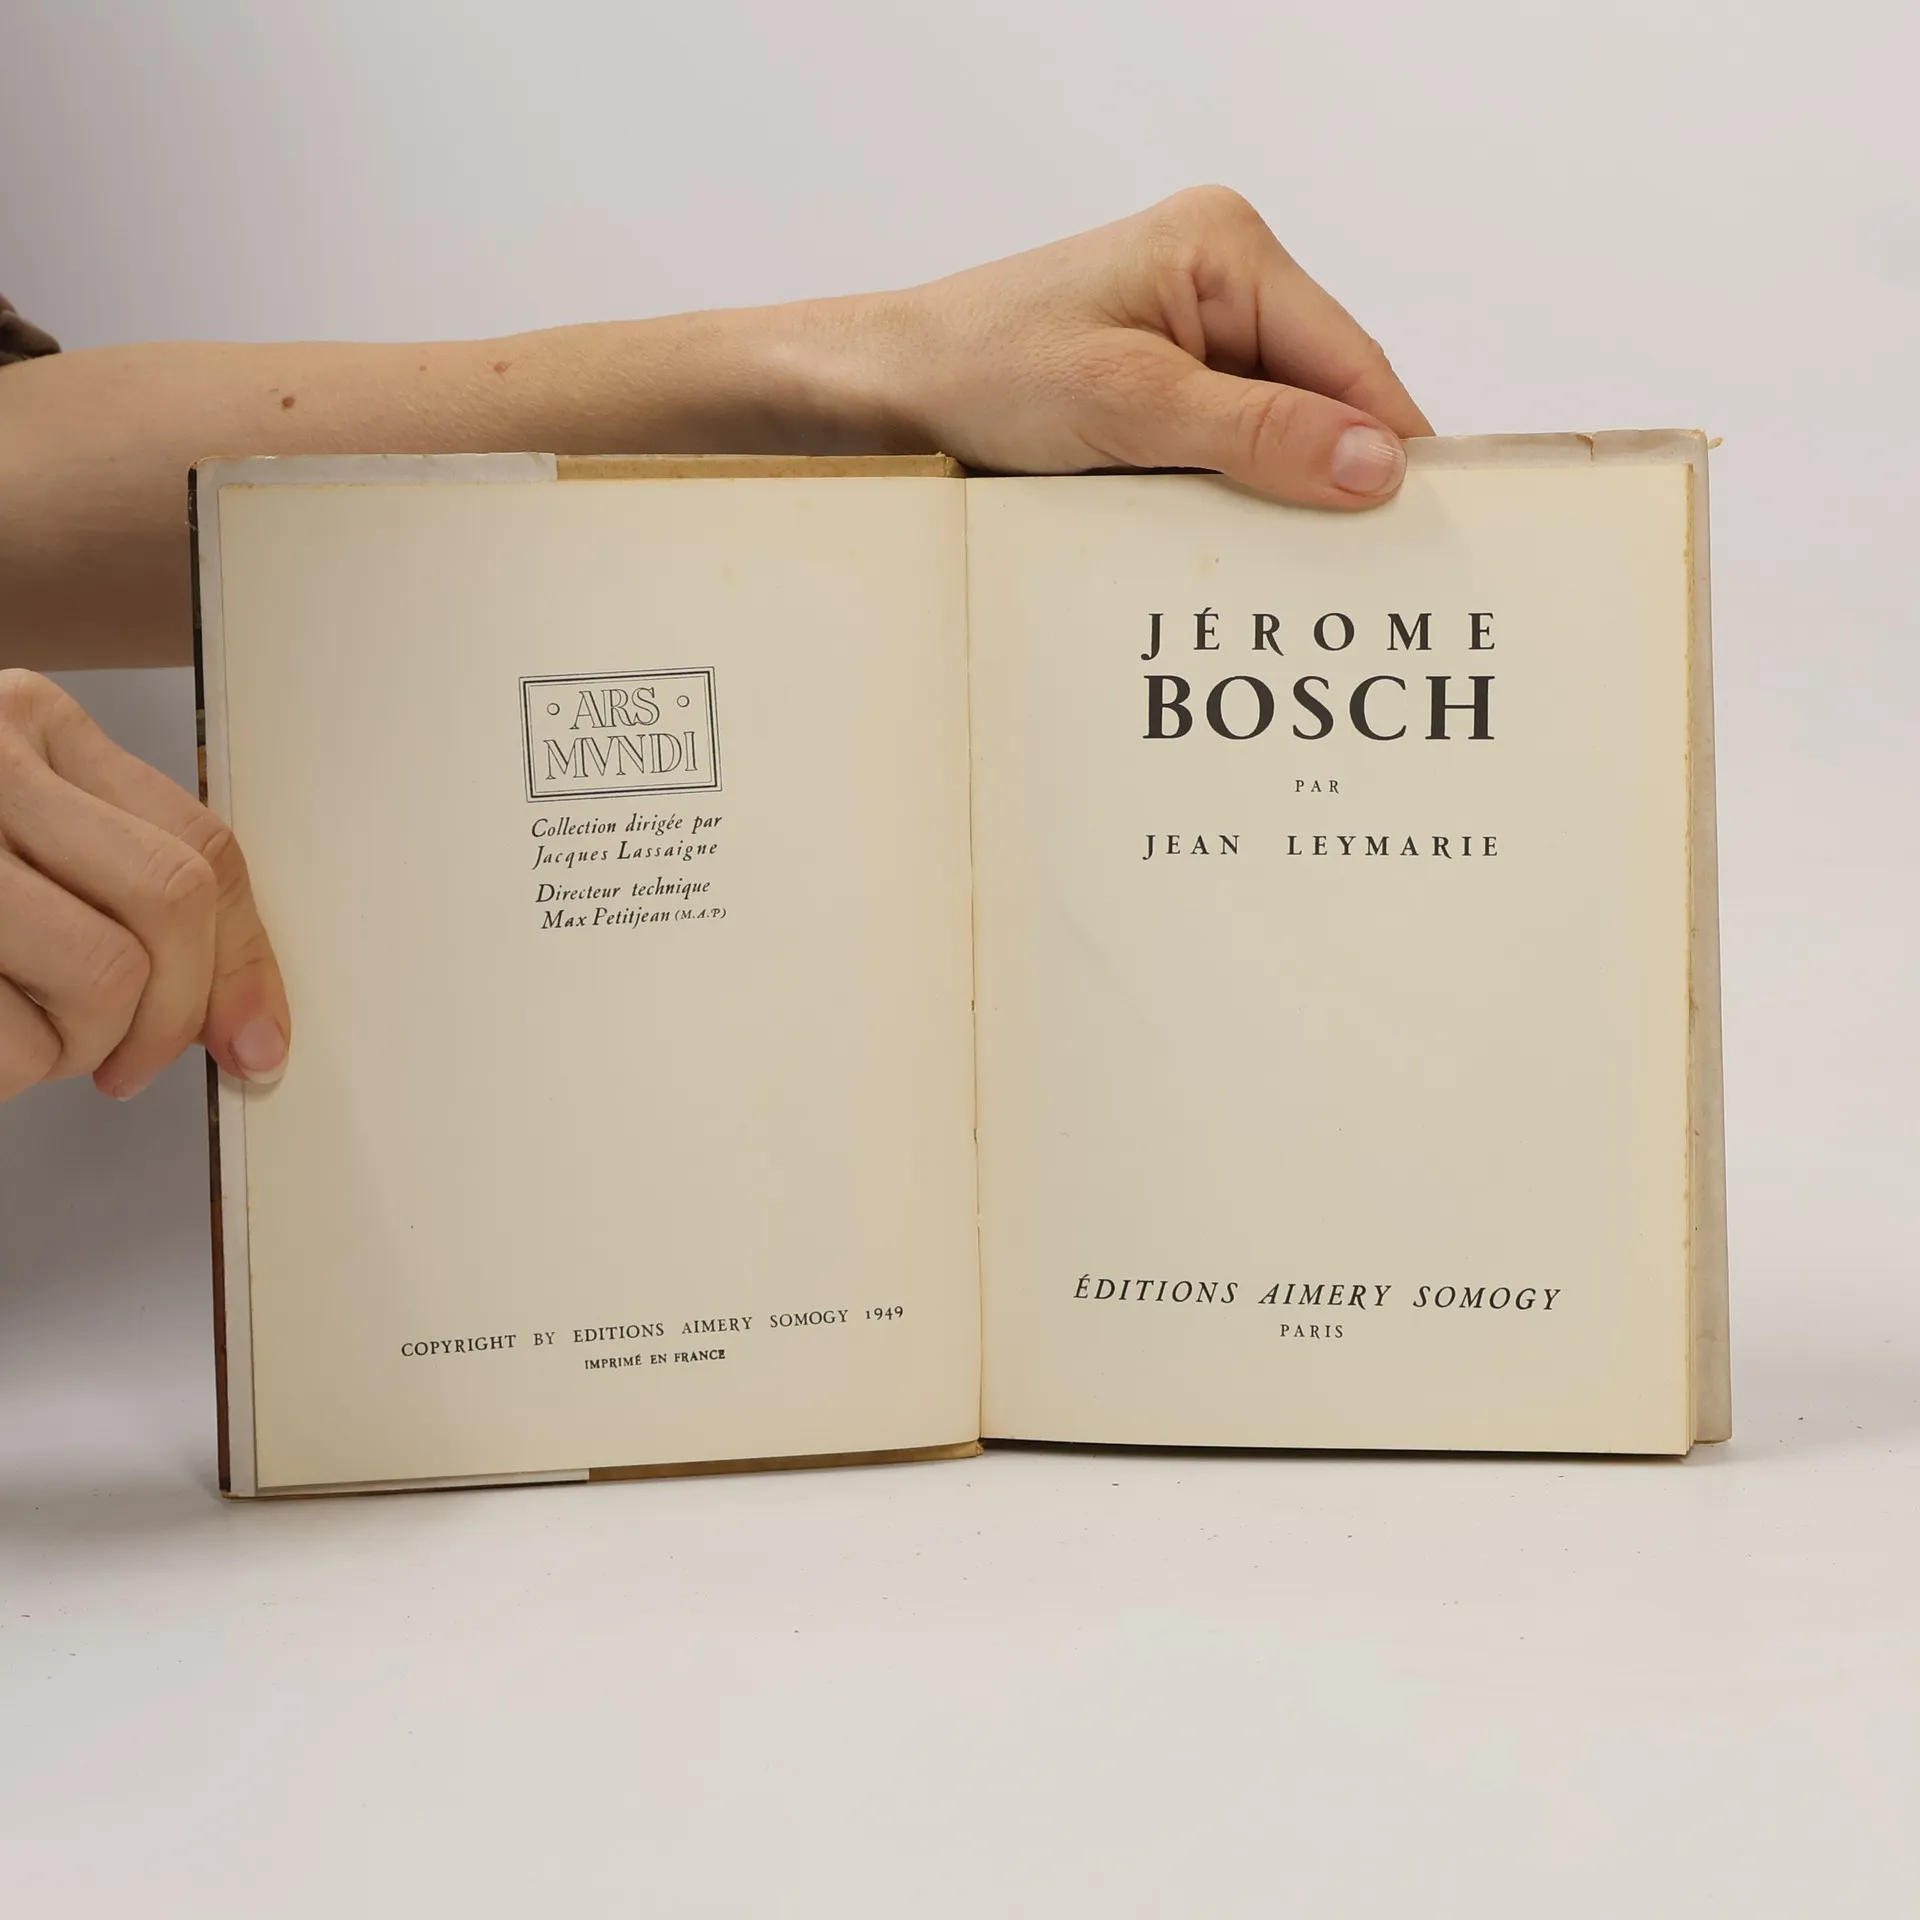 ARS
MVNDI
Collection dirigée par
Jacques Lassaigne
Directeur technique
Max Petitjean (M.A.P)
COPYRIGHT BY EDITIONS AIMERY SOMOGY 1949
IMPRIMÉ EN FRANCE
JÉROME
BOSCH
PAR
JEAN LEYMARIE
ÉDITIONS AIMERY SOMOGY
PARIS